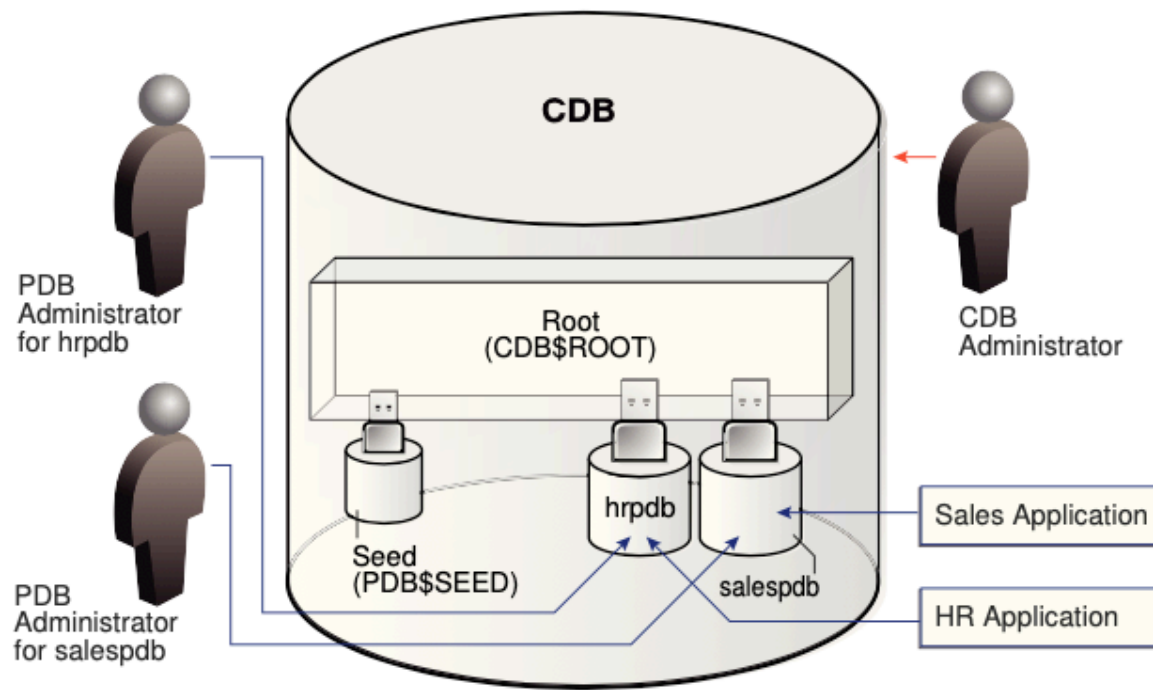 CDB
PDB
Administrator
for hrpdb
Root
(CDB$ROOT)
CDB
Administrator
hrpdb
Seed
(PDB$SEED)
salespdb
Sales Application
HR Application
PDB
Administrator
for salespdb